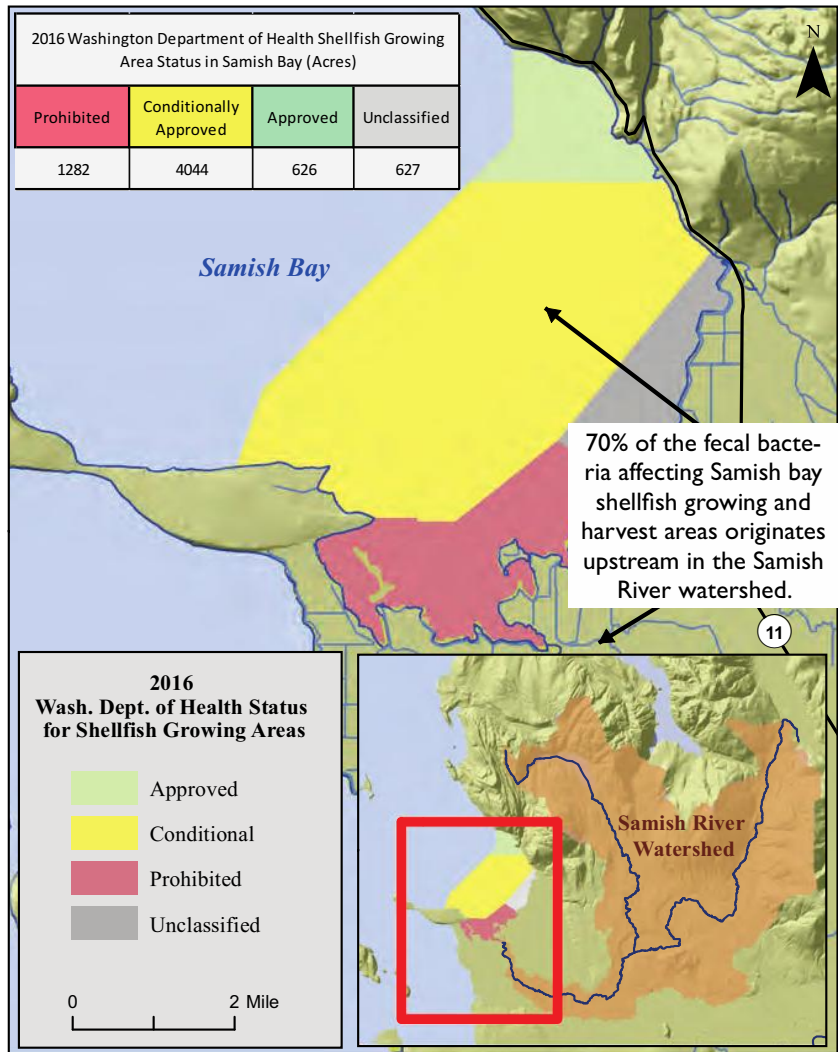 2016 Washington Department of Health Shellfish Growing
Area Status in Samish Bay (Acres)
Prohibited
Conditionally
Approved
Approved
Unclassified
1282
4044
626
627
N
Samish Bay
70% of the fecal bacte-
ria affecting Samish bay
shellfish growing and
harvest areas originates
upstream in the Samish
River watershed.
11
2016
Wash. Dept. of Health Status
for Shellfish Growing Areas
Approved
Conditional
Prohibited
Unclassified
0
2 Mile
Samish River
Watershed